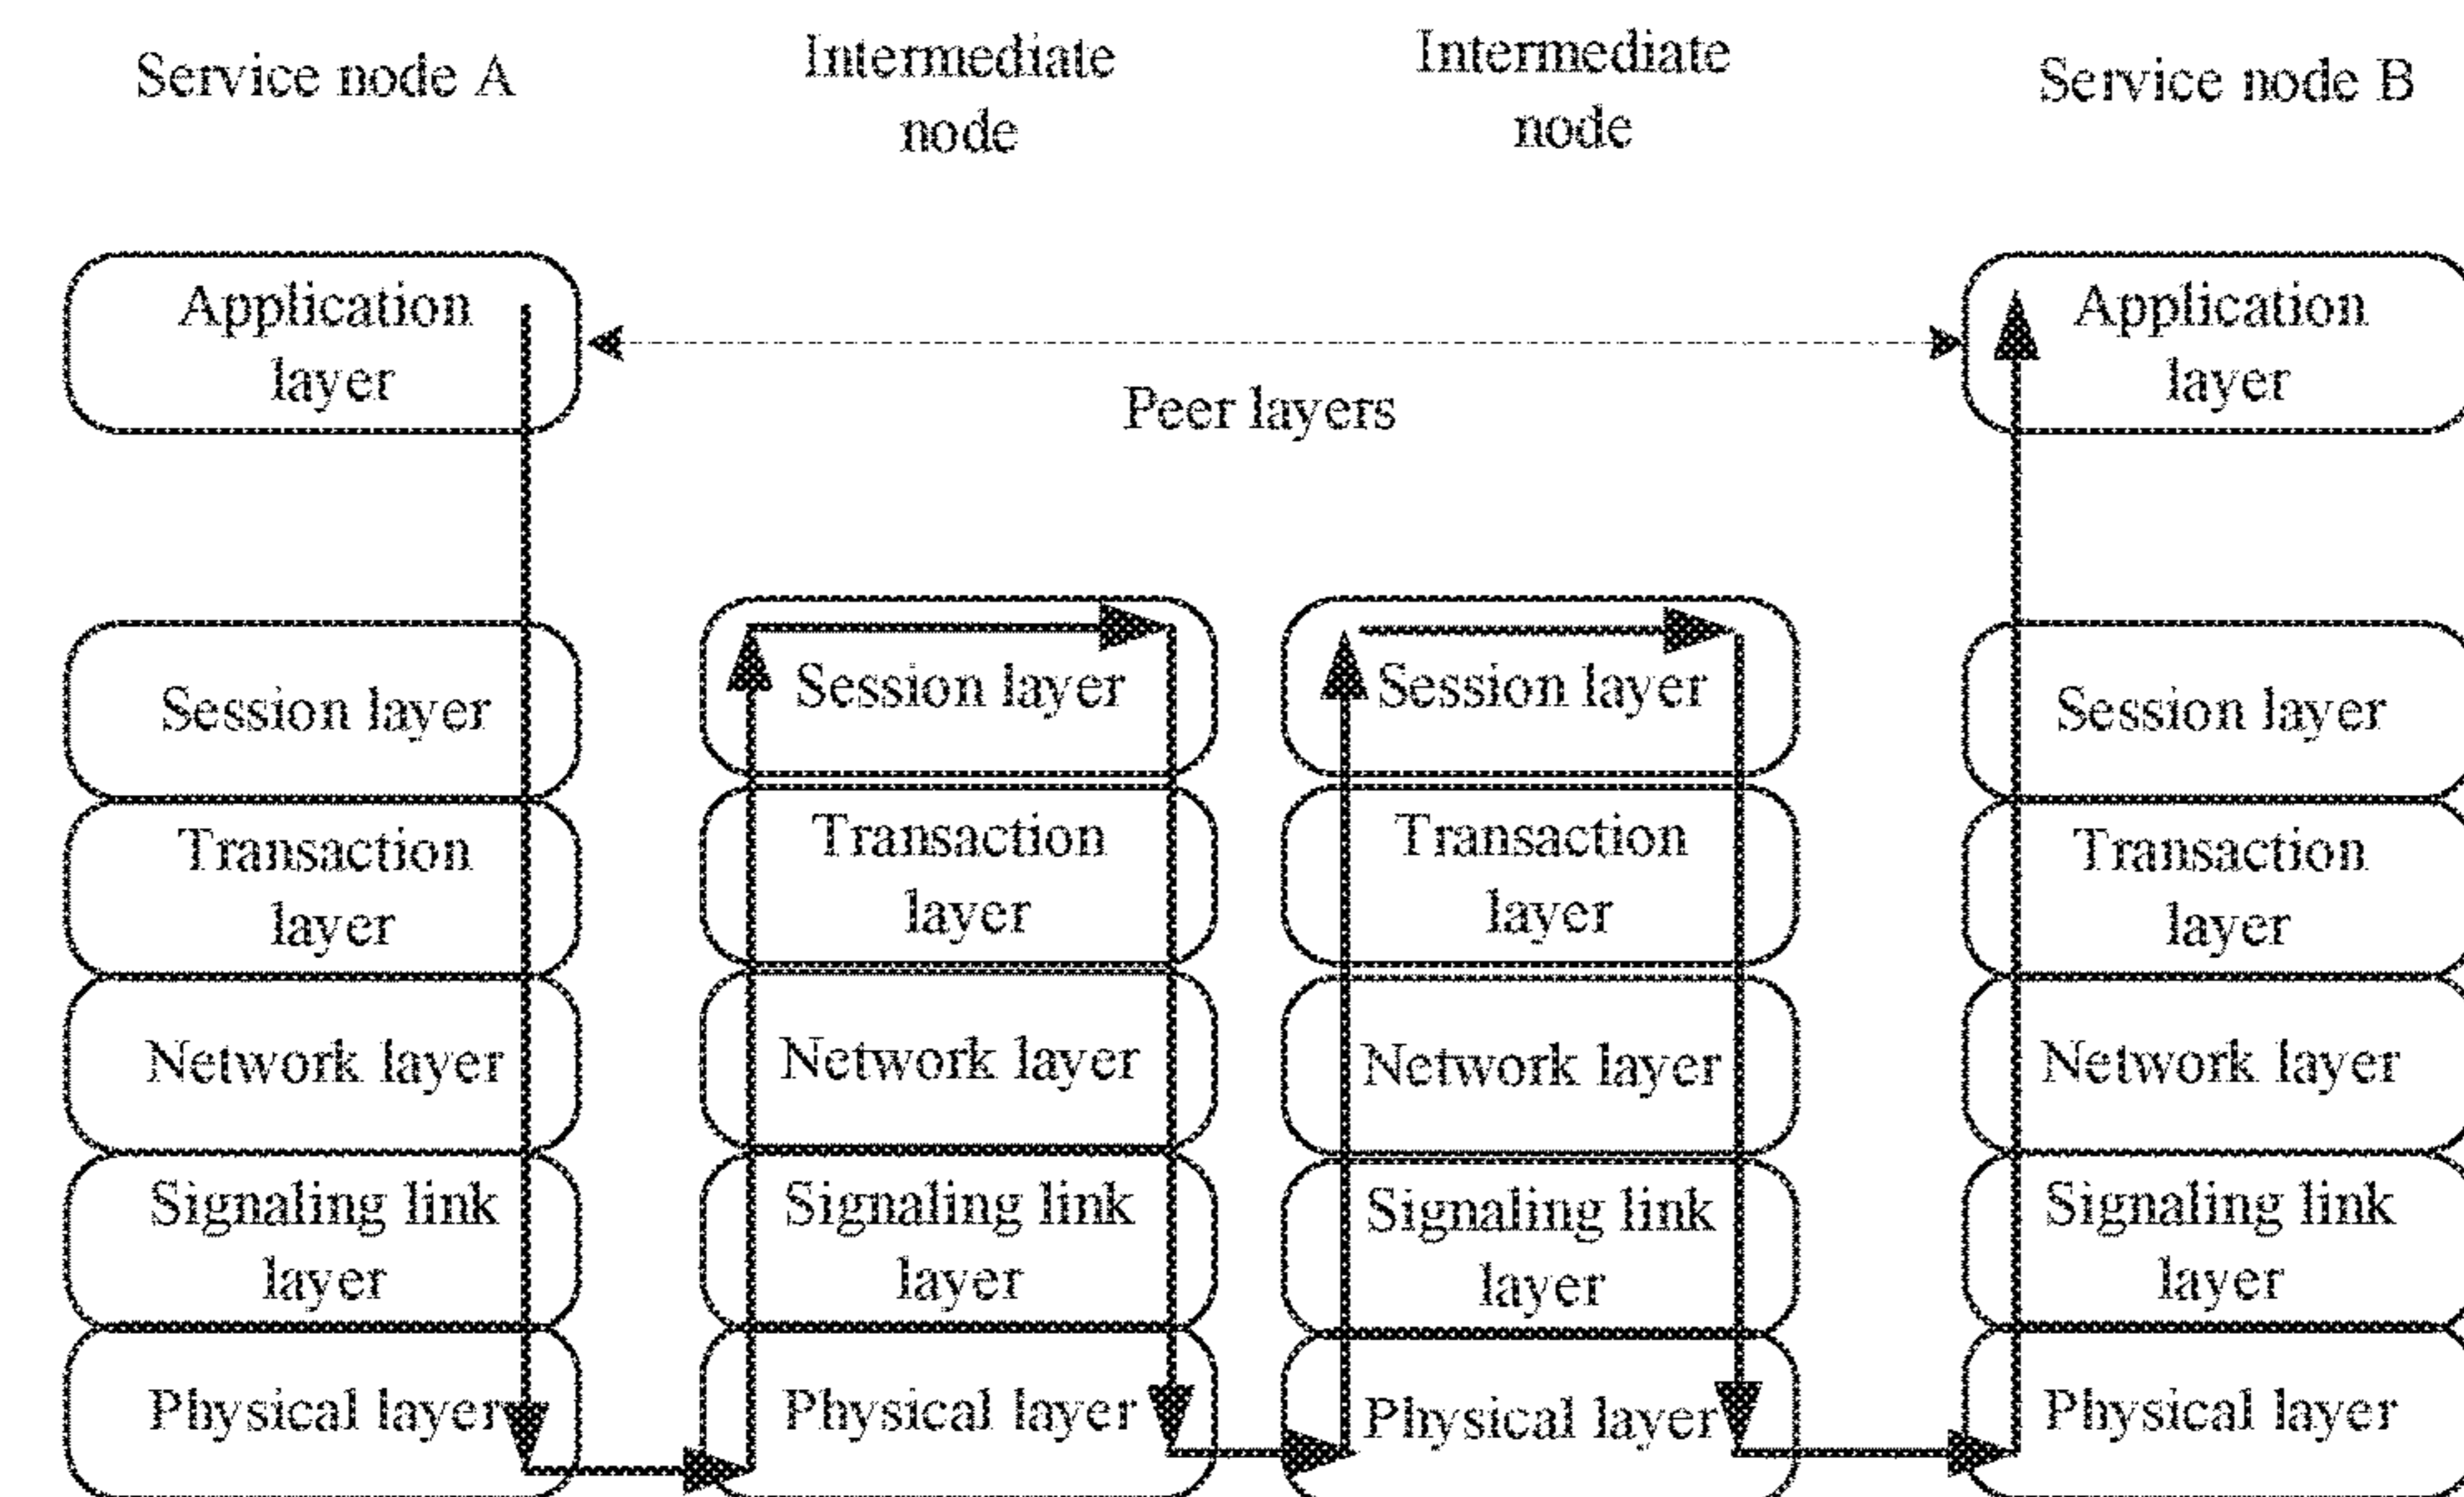 Service node A
Intermediate
node
Intermediate
node
Service node B
Application
layer
Peer layers
Application
layer
Session layer
Session layer
Session layer
Session layer
Transaction
layer
Transaction
layer
Transaction
layer
Transaction
layer
Network layer
Network layer
Network layer
Network layer
Signaling link
layer
Signaling link
layer
Signaling link
layer
Signaling link
layer
Physical layer
Physical layer
Physical layer
Physical layer